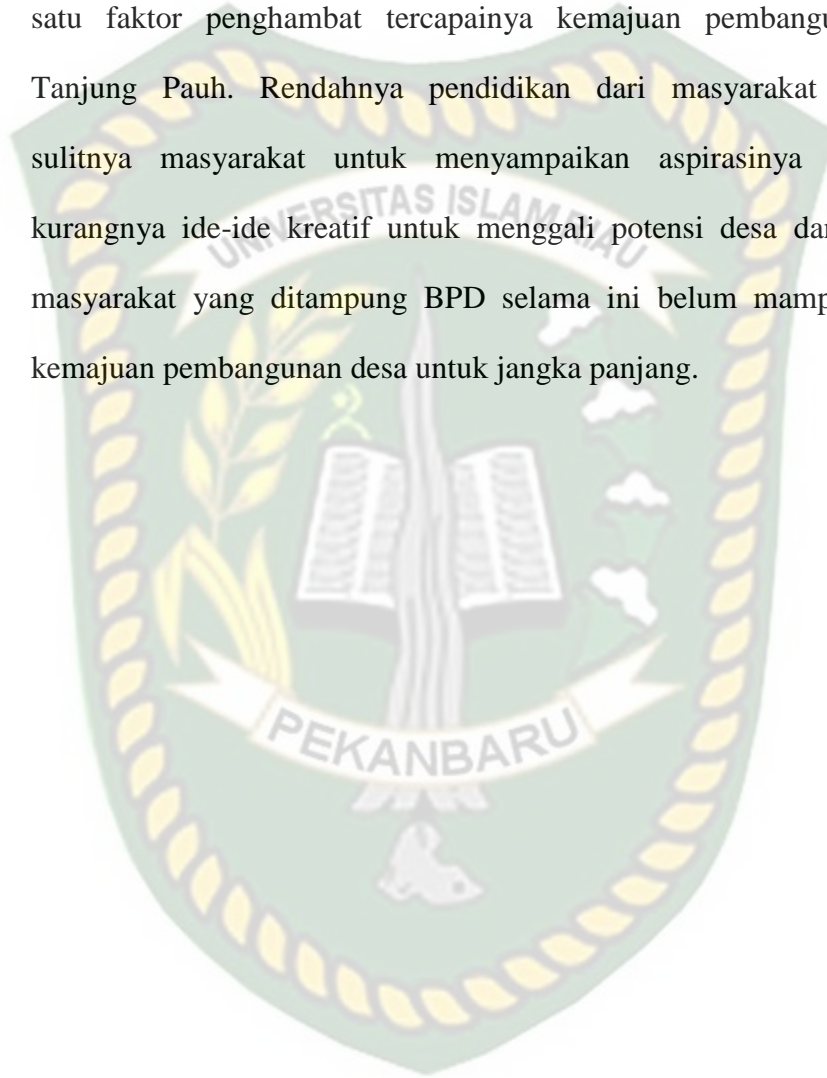 satu faktor penghambat tercapainya kemajuan pembangu
Tanjung Pauh. Rendahnya pendidikan dari masyarakat
sulitnya masyarakat untuk menyampaikan aspirasinya
kurangnya ide-ide kreatif untuk menggali potensi desa dar
masyarakat yang ditampung BPD selama ini belum mamp
kemajuan pembangunan desa untuk jangka panjang.
UNIVERSITAS ISLAM RIAU
PEKANBARU